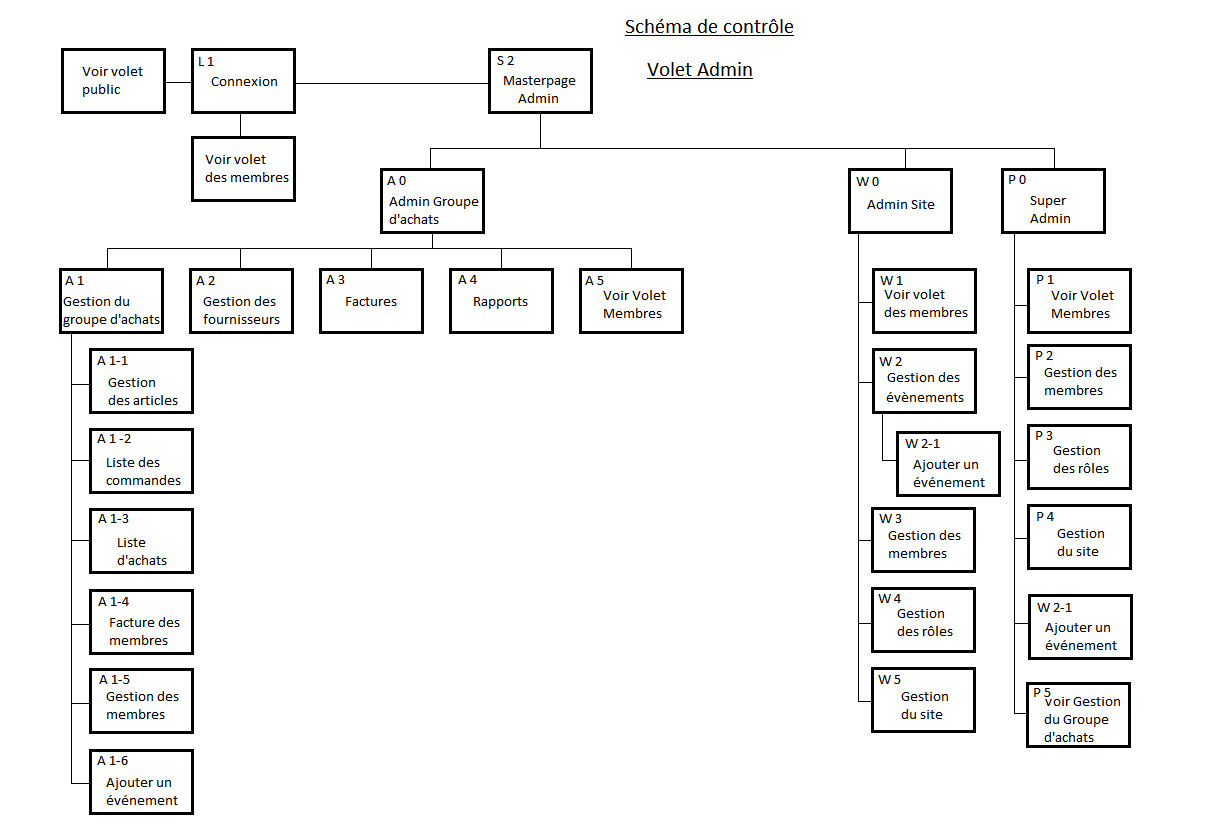 Schéma de contrôle
Volet Admin
Voir volet
public
L 1
Connexion
S 2
Masterpage
Admin
Voir volet
des membres
A 0
Admin Groupe
d'achats
W 0
Admin Site
P 0
Super
Admin
A 1
Gestion du
groupe d'achats
A 2
Gestion des
fournisseurs
A 3
Factures
A 4
Rapports
A 5
Voir Volet
Membres
A 1-1
Gestion
des articles
A 1 -2
Liste des
commandes
A 1-3
Liste
d'achats
A 1-4
Facture des
membres
A 1-5
Gestion des
membres
A 1-6
Ajouter un
événement
W 1
Voir volet
des membres
W 2
Gestion des
évènements
W 2-1
Ajouter un
événement
W 3
Gestion des
membres
W 4
Gestion
des rôles
W 5
Gestion
du site
P 1
Voir Volet
Membres
P 2
Gestion des
membres
P 3
Gestion
des rôles
P 4
Gestion
du site
W 2-1
Ajouter un
événement
P 5
Voir Gestion
du Groupe
d'achats